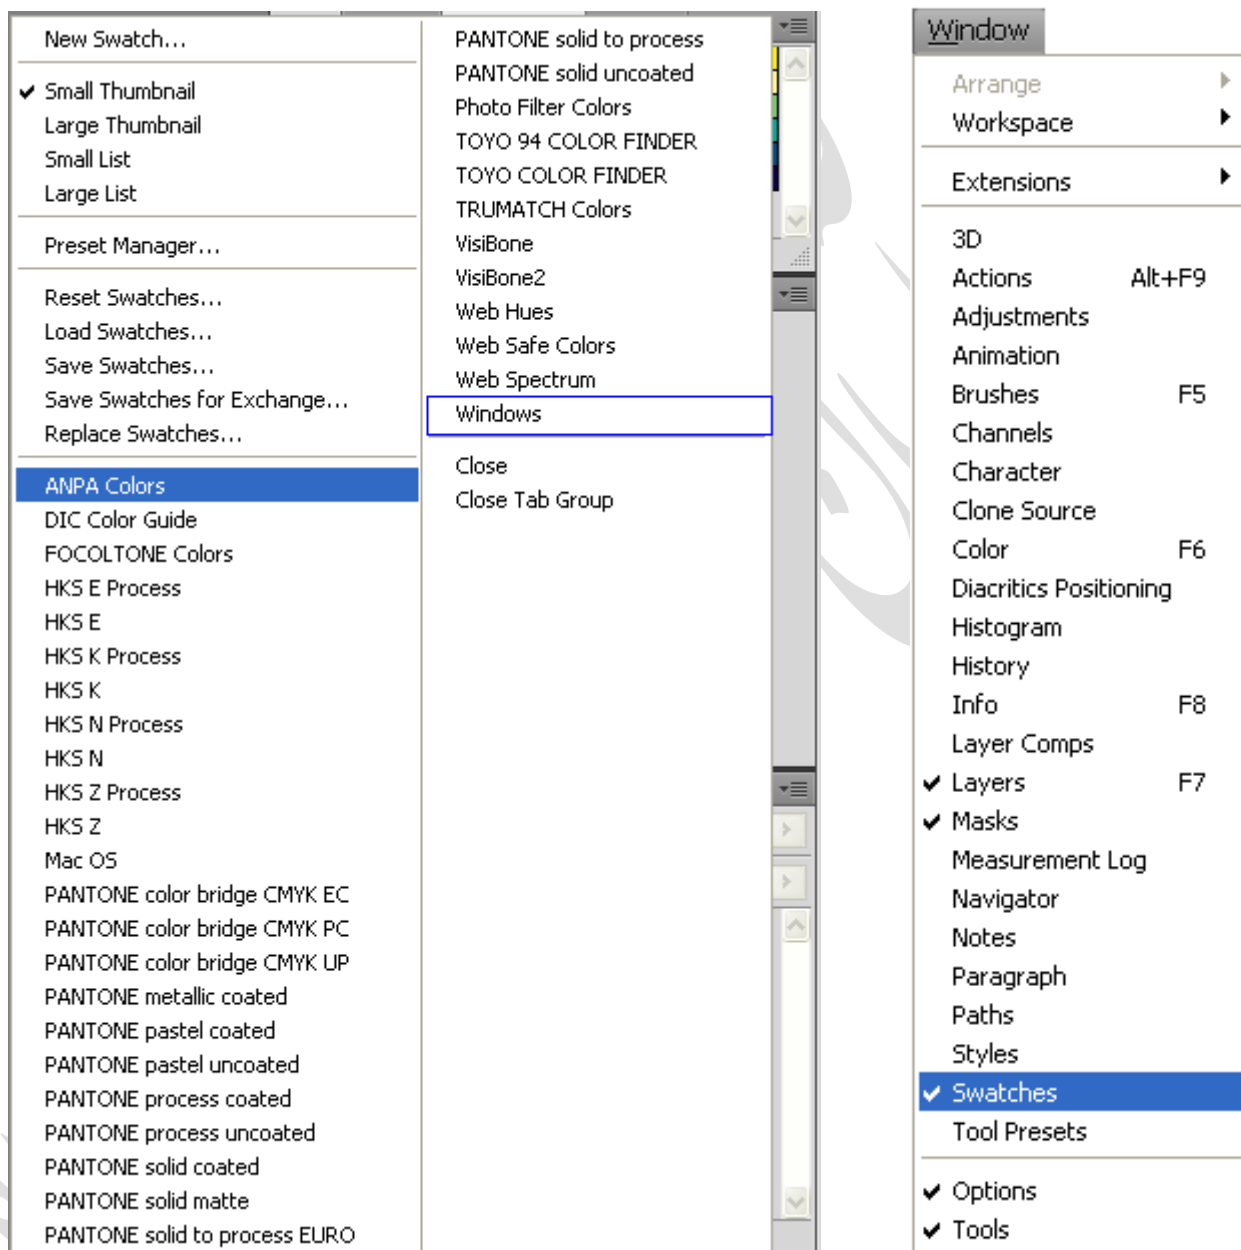 New Swatch...
Small Thumbnail
Large Thumbnail
Small List
Large List
Preset Manager...
Reset Swatches...
Load Swatches...
Save Swatches...
Save Swatches for Exchange...
Replace Swatches...
ANPA Colors
DIC Color Guide
FOCOLTONE Colors
HKS E Process
HKS E
HKS K Process
HKS K
HKS N Process
HKS N
HKS Z Process
HKS Z
Mac OS
PANTONE color bridge CMYK EC
PANTONE color bridge CMYK PC
PANTONE color bridge CMYK UP
PANTONE metallic coated
PANTONE pastel coated
PANTONE pastel uncoated
PANTONE process coated
PANTONE process uncoated
PANTONE solid coated
PANTONE solid matte
PANTONE solid to process EURO
PANTONE solid to process
PANTONE solid uncoated
Photo Filter Colors
TOYO 94 COLOR FINDER
TOYO COLOR FINDER
TRUMATCH Colors
VisiBone
VisiBone2
Web Hues
Web Safe Colors
Web Spectrum
Windows
Close
Close Tab Group
Window
Arrange
Workspace
Extensions
3D
Actions Alt+F9
Adjustments
Animation
Brushes F5
Channels
Character
Clone Source
Color F6
Diacritics Positioning
Histogram
History
Info F8
Layer Comps
Layers F7
Masks
Measurement Log
Navigator
Notes
Paragraph
Paths
Styles
Swatches
Tool Presets
Options
Tools